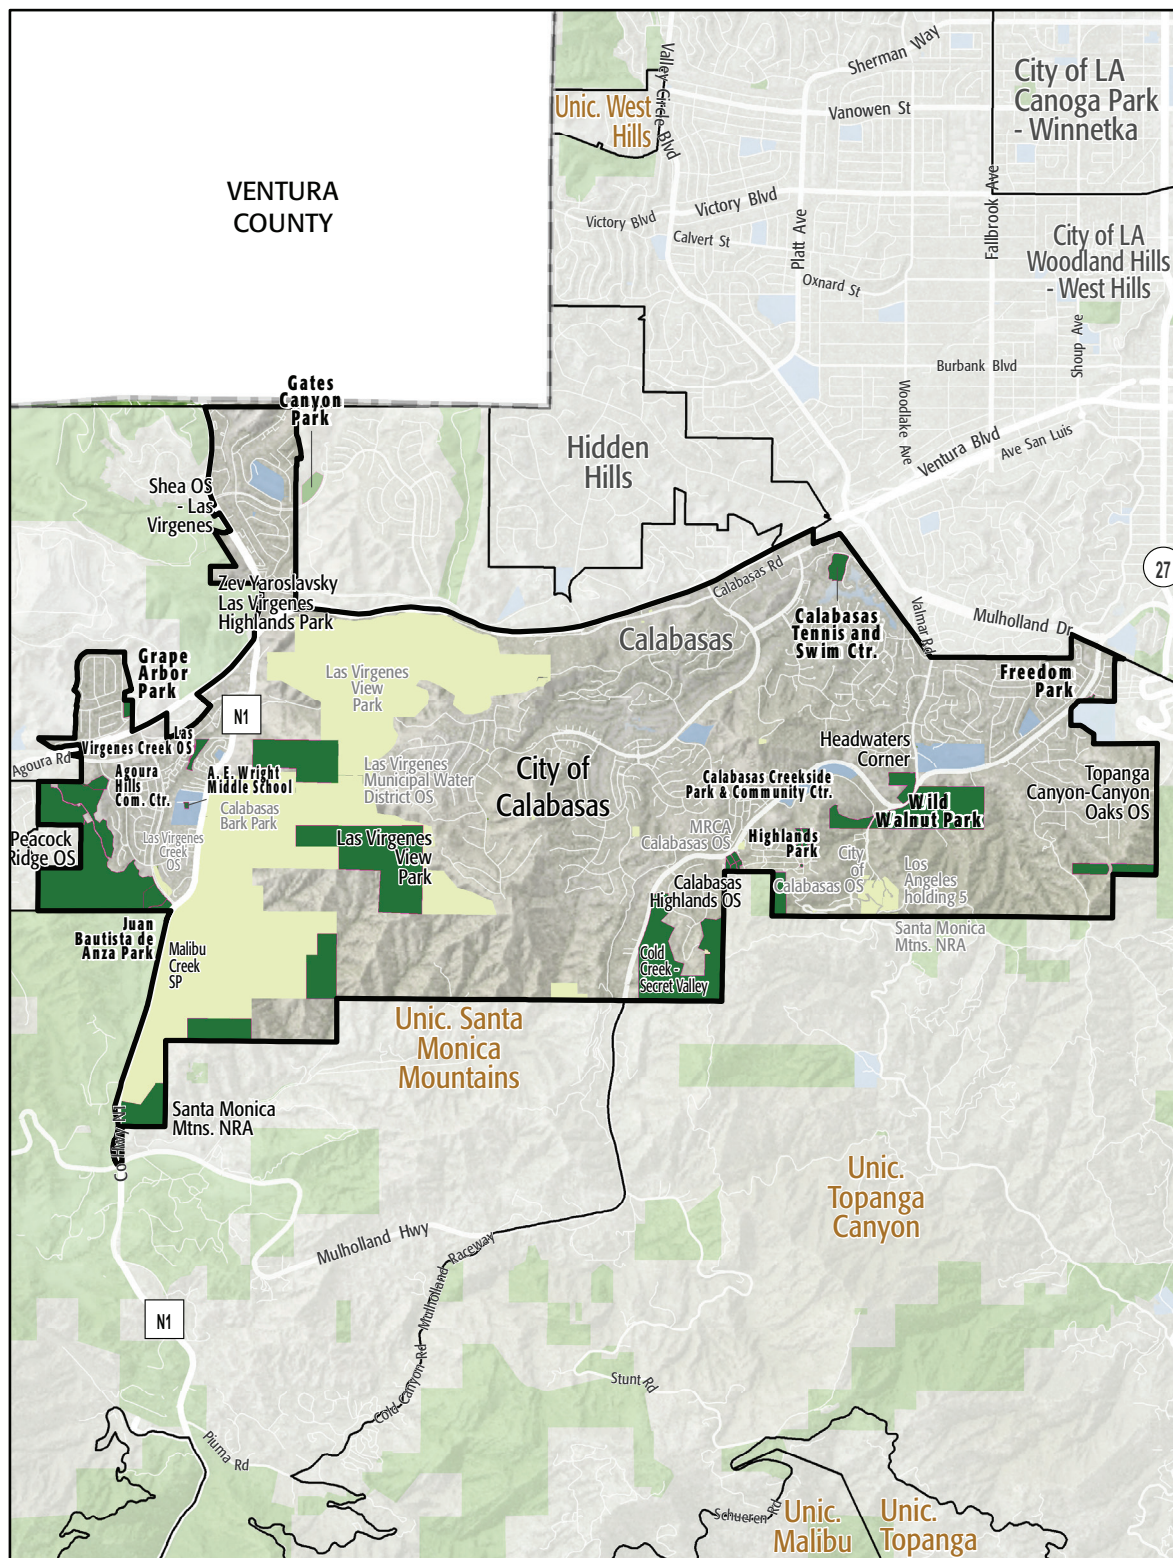 Sherman Way
Valley Circle Blvd
City of LA
Canoga Park
- Winnetka
Unic. West
Hills
Vanowen St
VENTURA
COUNTY
Fallbrook Ave
Victory Blvd
Victory Blvd
Platt Ave
Calvert St
City of LA
Woodland Hills
- West Hills
Oxnard St
Shoup Ave
Burbank Blvd
Gates
Canyon
Park
Woodlake Ave
Ventura Blvd
Ave San Luis
Hidden
Hills
Shea OS
- Las
Virgenes
27
Calabasas Rd
Zev Yaroslavsky
Las Virgenes
Highlands Park
Valmar Rd
Mulholland Dr
Calabasas
Calabasas
Tennis and
Swim Ctr.
Grape
Arbor
Park
Las Virgenes
View
Park
Freedom
Park
N1
Las
Virgenes Creek OS
Agoura Rd
Headwaters
Corner
Agoura
Hills
Com. Ctr.
A. E. Wright
Middle School
Las Virgenes
Municipal Water
District OS
City of
Calabasas
Calabasas Creekside
Park & Community Ctr.
Topanga
Canyon-Canyon
Oaks OS
Calabasas
Bark Park
Wild
Walnut Park
Peacock
Ridge OS
Las Virgenes
Creek
OS
Las Virgenes
View
Park
MRCA
Calabasas OS
Highlands
Park
City
of
Calabasas OS
Los
Angeles
holding 5
Calabasas
Highlands OS
Juan
Bautista de
Anza Park
Santa Monica
Mtns. NRA
Malibu
Creek
SP
Cold
Creek -
Secret Valley
Unic. Santa
Monica
Mountains
Santa Monica
Mtns. NRA
Unic.
Topanga
Canyon
Mulholland Hwy
Mulholland Raceway
N1
Cold Canyon Rd
Stunt Rd
Piuma Rd
Schueren Rd
Unic.
Malibu
Unic.
Topanga